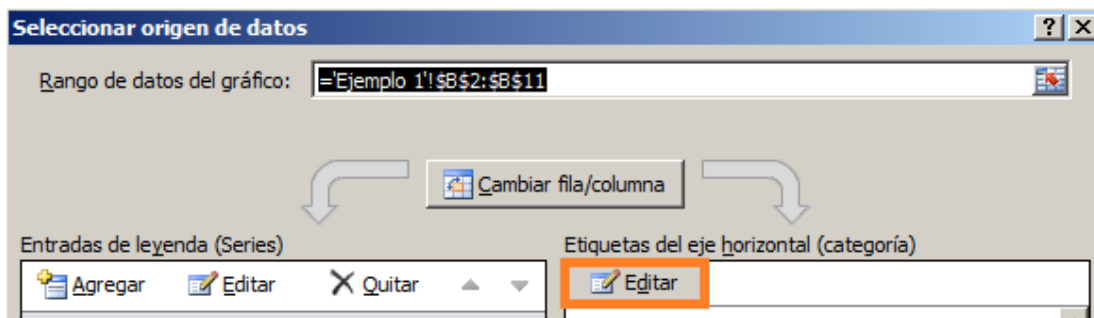 Seleccionar origen de datos
Rango de datos del gráfico: ='Ejemplo 1'!$B$2:$B$11
Cambiar fila/columna
Entradas de leyenda (Series)
Etiquetas del eje horizontal (categoría)
Agregar Editar Quitar
Editar